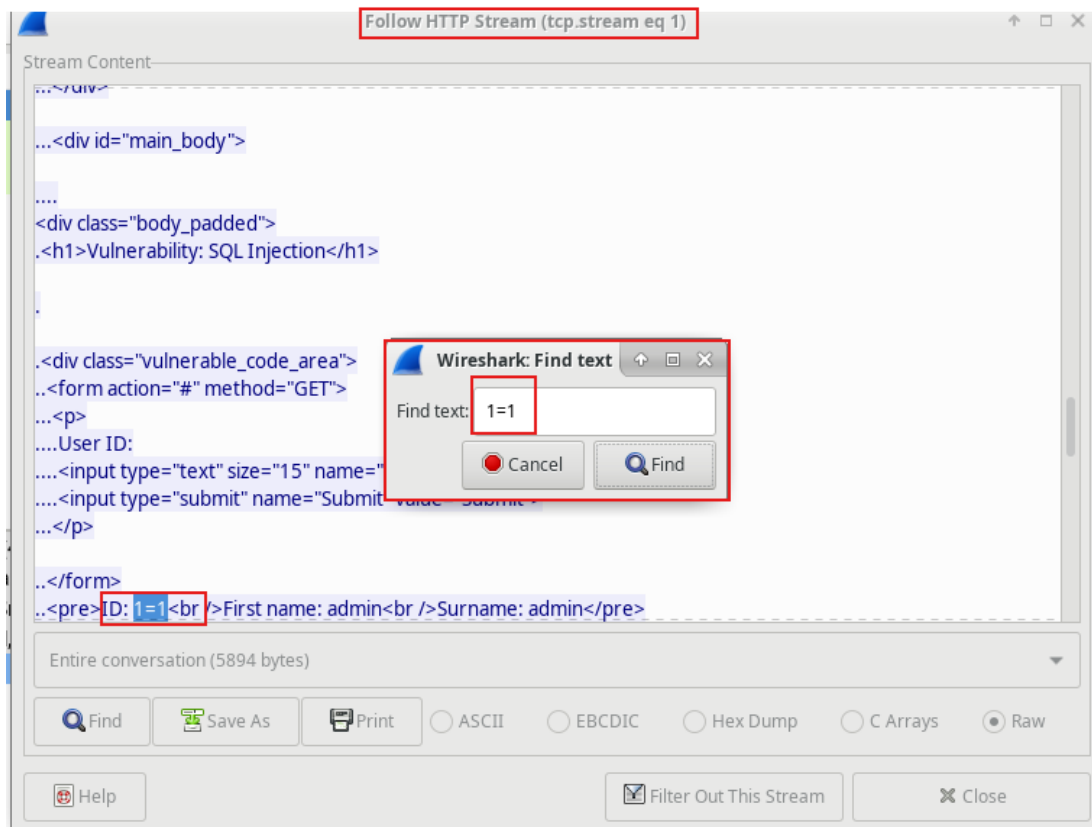 Follow HTTP Stream (tcp.stream eq 1)
Stream Content
...</div>
...<div id="main_body">
....
<div class="body_padded">
.<h1>Vulnerability: SQL Injection</h1>
.
.<div class="vulnerable_code_area">
..<form action="#" method="GET">
...<p>
....User ID:
....<input type="text" size="15" name="
....<input type="submit" name="Submit" value="Submit">
...</p>
..</form>
..<pre>ID: 1=1<br />First name: admin<br />Surname: admin</pre>
Wireshark: Find text
Find text: 1=1
Cancel Find
Entire conversation (5894 bytes)
Find Save As Print ASCII EBCDIC Hex Dump C Arrays Raw
Help Filter Out This Stream Close